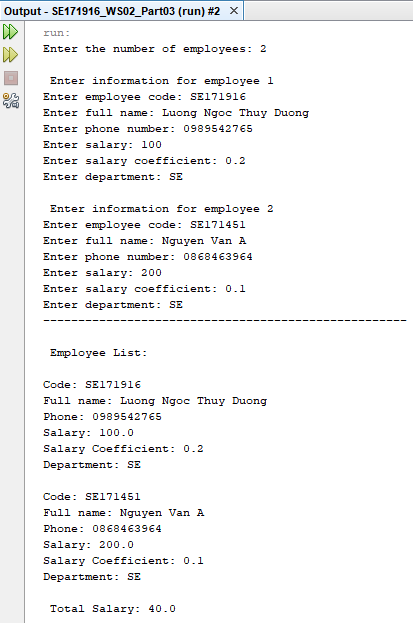 Output - SE171916_WS02_Part03 (run) #2 ×
run:
Enter the number of employees: 2
Enter information for employee 1
Enter employee code: SE171916
Enter full name: Luong Ngoc Thuy Duong
Enter phone number: 0989542765
Enter salary: 100
Enter salary coefficient: 0.2
Enter department: SE
Enter information for employee 2
Enter employee code: SE171451
Enter full name: Nguyen Van A
Enter phone number: 0868463964
Enter salary: 200
Enter salary coefficient: 0.1
Enter department: SE
----------------------------------------------------
Employee List:
Code: SE171916
Full name: Luong Ngoc Thuy Duong
Phone: 0989542765
Salary: 100.0
Salary Coefficient: 0.2
Department: SE
Code: SE171451
Full name: Nguyen Van A
Phone: 0868463964
Salary: 200.0
Salary Coefficient: 0.1
Department: SE
Total Salary: 40.0